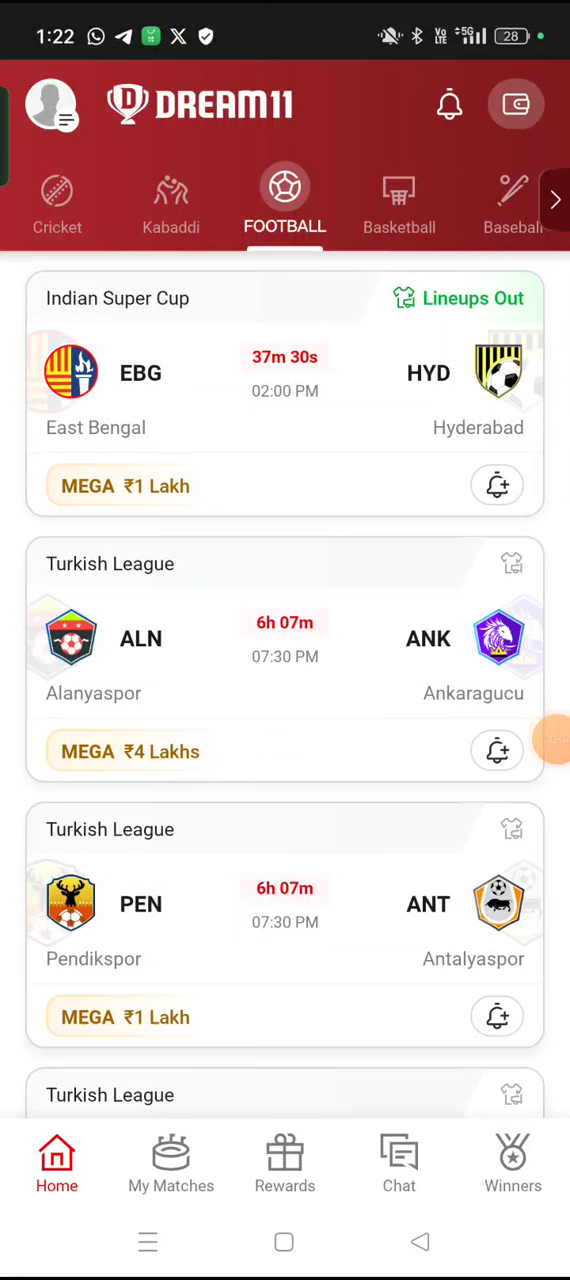 1:22
Vo LTE 5G 28
DREAM11
Cricket Kabaddi FOOTBALL Basketball Baseball
Indian Super Cup Lineups Out
EBG 37m 30s HYD
02:00 PM
East Bengal Hyderabad
MEGA ₹1 Lakh
Turkish League
ALN 6h 07m ANK
07:30 PM
Alanyaspor Ankaragucu
MEGA ₹4 Lakhs
Turkish League
PEN 6h 07m ANT
07:30 PM
Pendikspor Antalyaspor
MEGA ₹1 Lakh
Turkish League
Home My Matches Rewards Chat Winners